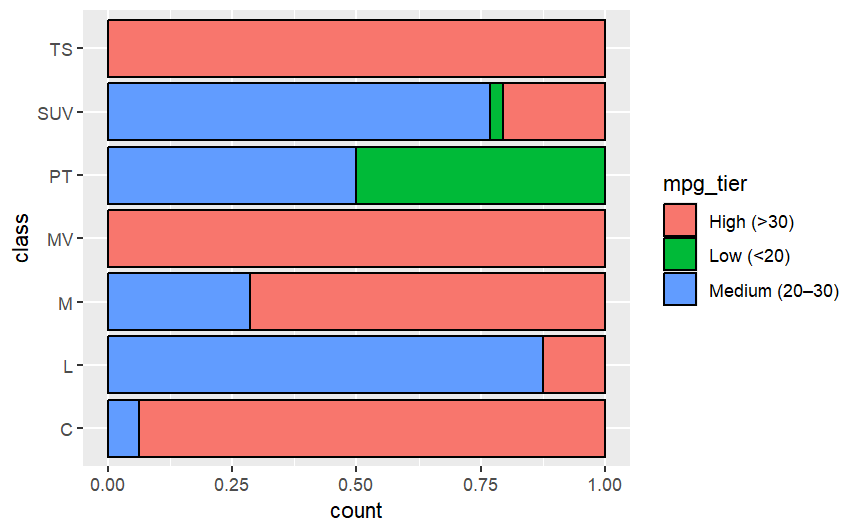 TS
SUV
PT
MV
M
L
C
class
0.00 0.25 0.50 0.75 1.00
count
mpg_tier
High (>30)
Low (<20)
Medium (20–30)